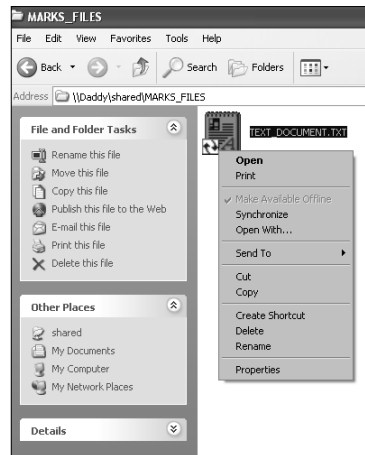 MARKS_FILES
File Edit View Favorites Tools Help
Back Search Folders
Address \\Daddy\shared\MARKS_FILES
File and Folder Tasks
Rename this file
Move this file
Copy this file
Publish this file to the Web
E-mail this file
Print this file
Delete this file
Other Places
shared
My Documents
My Computer
My Network Places
Details
TEXT_DOCUMENT.TXT
Open
Print
Make Available Offline
Synchronize
Open With...
Send To
Cut
Copy
Create Shortcut
Delete
Rename
Properties